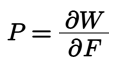 P = ∂W/∂F